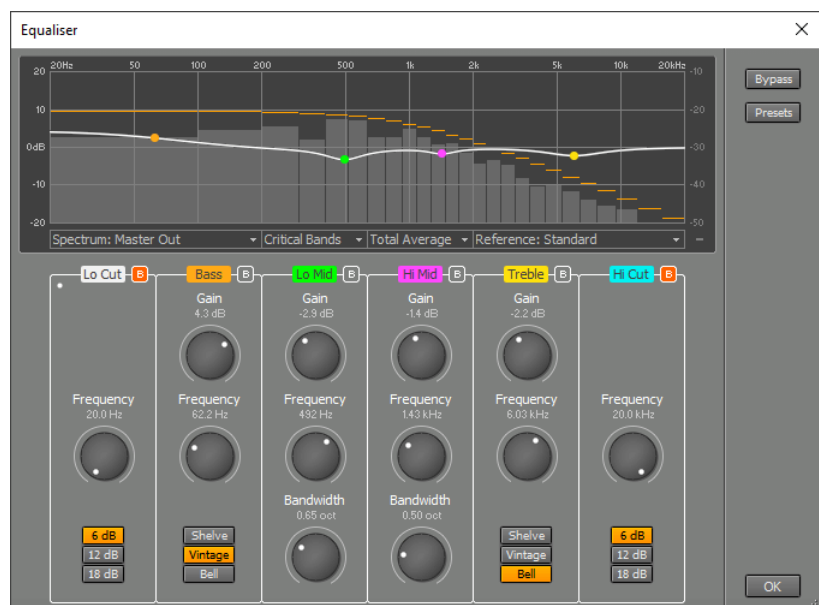 Equaliser
20Hz 50 100 200 500 1k 2k 5k 10k 20kHz
20 -10
Bypass
10 -20
Presets
0dB -30
-10 -40
-20 -50
Spectrum: Master Out Critical Bands Total Average Reference: Standard
Lo Cut B Bass B Lo Mid B Hi Mid B Treble B Hi Cut B
Gain Gain Gain Gain
4.3 dB -2.9 dB -1.4 dB -2.2 dB
Frequency Frequency Frequency Frequency Frequency Frequency
20.0 Hz 62.2 Hz 492 Hz 1.43 kHz 6.03 kHz 20.0 kHz
Bandwidth Bandwidth
0.65 oct 0.50 oct
6 dB Shelve Shelve 6 dB
12 dB Vintage Vintage 12 dB
18 dB Bell Bell 18 dB
OK